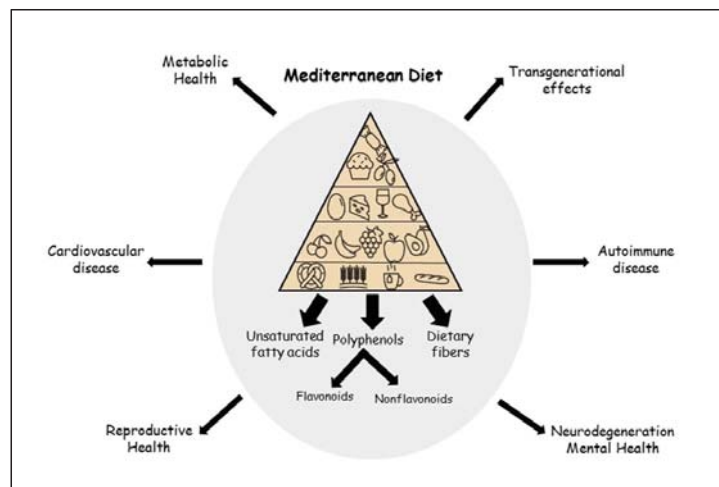 Metabolic
Health
Mediterranean Diet
Transgenerational
effects
Cardiovascular
disease
Autoimmune
disease
Unsaturated
fatty acids
Polyphenols
Dietary
fibers
Flavonoids
Nonflavonoids
Reproductive
Health
Neurodegeneration
Mental Health